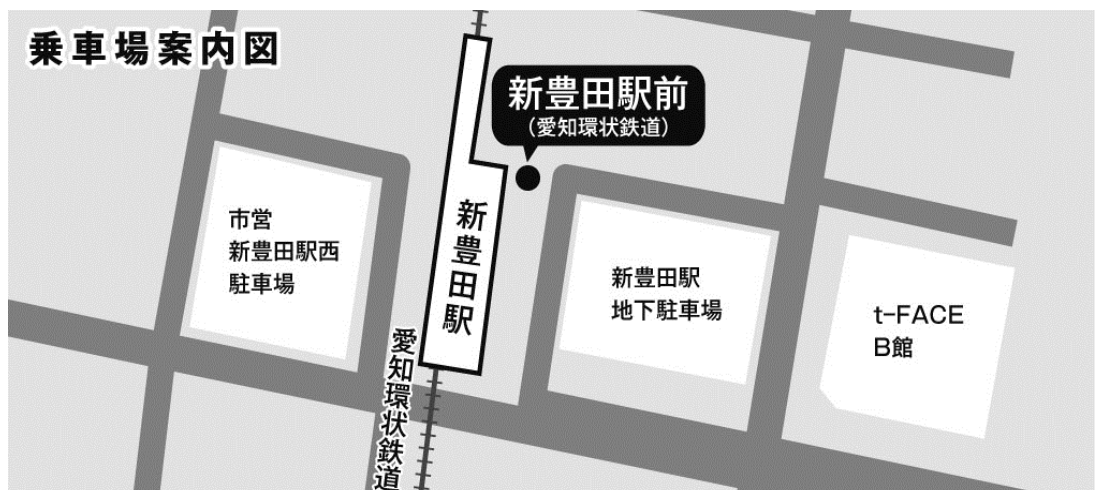 乗車場案内図
新豊田駅前
(愛知環状鉄道)
市営
新豊田駅西
駐車場
新豊田駅
新豊田駅
地下駐車場
t-FACE
B館
愛知環状鉄道